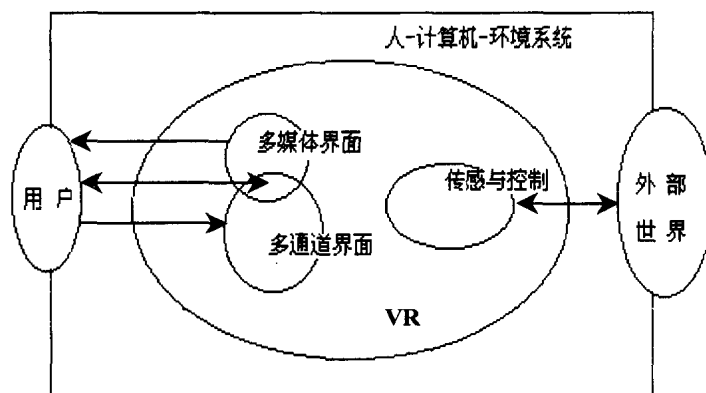 人-计算机-环境系统
多媒体界面
用户
传感与控制
外部
世界
多通道界面
VR